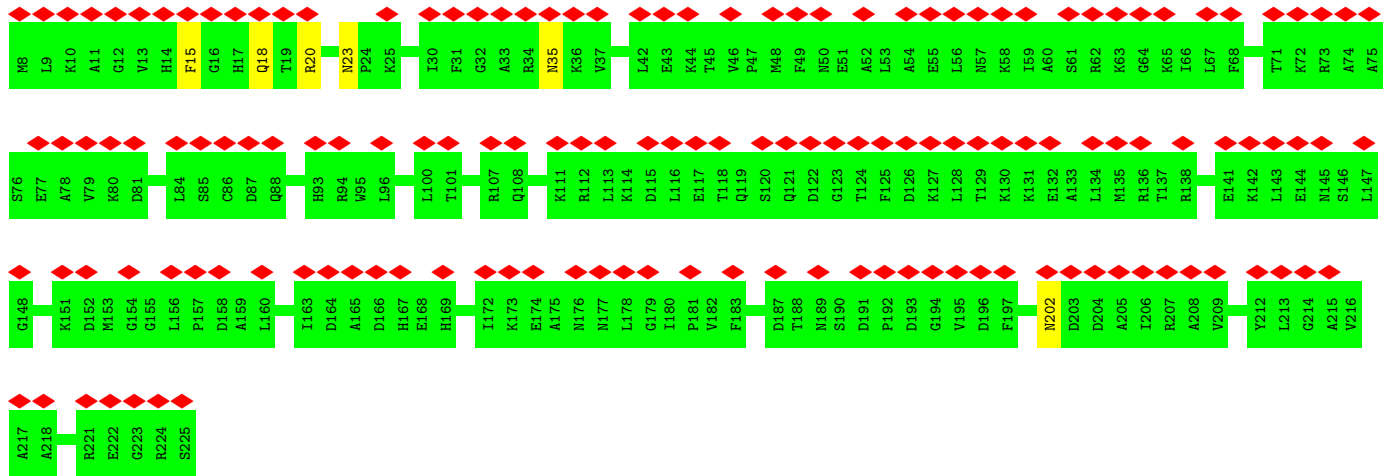 M8 L9 K10 A11 G12 V13 H14 F15 G16 H17 Q18 T19 R20 N23 P24 K25 I30 F31 G32 A33 R34 N35 K36 V37 L42 E43 K44 T45 V46 P47 M48 F49 N50 E51 A52 L53 A54 E55 L56 N57 K58 I59 A60 S61 R62 K63 G64 K65 I66 L67 F68 T71 K72 R73 A74 A75
S76 E77 A78 V79 K80 D81 L84 S85 C86 D87 Q88 H93 R94 W95 L96 L100 T101 R107 Q108 K111 R112 L113 K114 D115 L116 E117 T118 Q119 S120 Q121 D122 G123 T124 F125 D126 K127 L128 T129 K130 K131 E132 A133 L134 M135 R136 T137 R138 E141 K142 L143 E144 N145 S146 L147
G148 K151 D152 M153 G154 G155 L156 P157 D158 A159 L160 I163 D164 A165 D166 H167 E168 H169 I172 K173 E174 A175 N176 N177 L178 G179 I180 P181 V182 F183 D187 T188 N189 S190 D191 P192 D193 G194 V195 D196 F197 N202 D203 D204 A205 I206 R207 A208 V209 Y212 L213 G214 A215 V216
A217 A218 R221 E222 G223 R224 S225